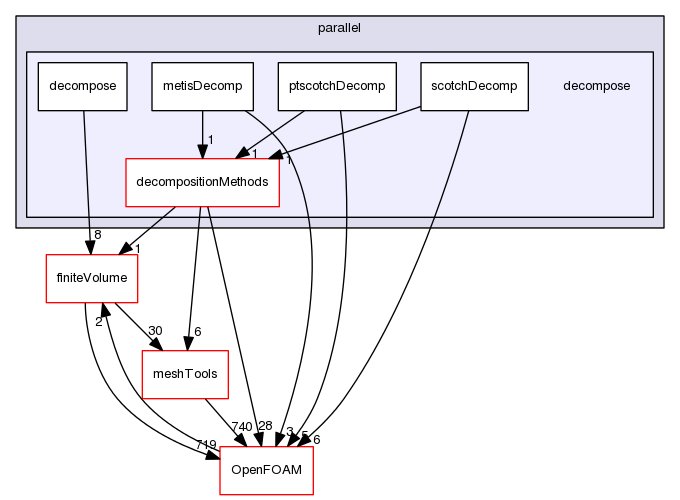 parallel
decompose
metisDecomp
ptscotchDecomp
scotchDecomp
decompose
1
1
1
decompositionMethods
8
1
finiteVolume
2
30
6
meshTools
719
740
28
3
5
6
OpenFOAM